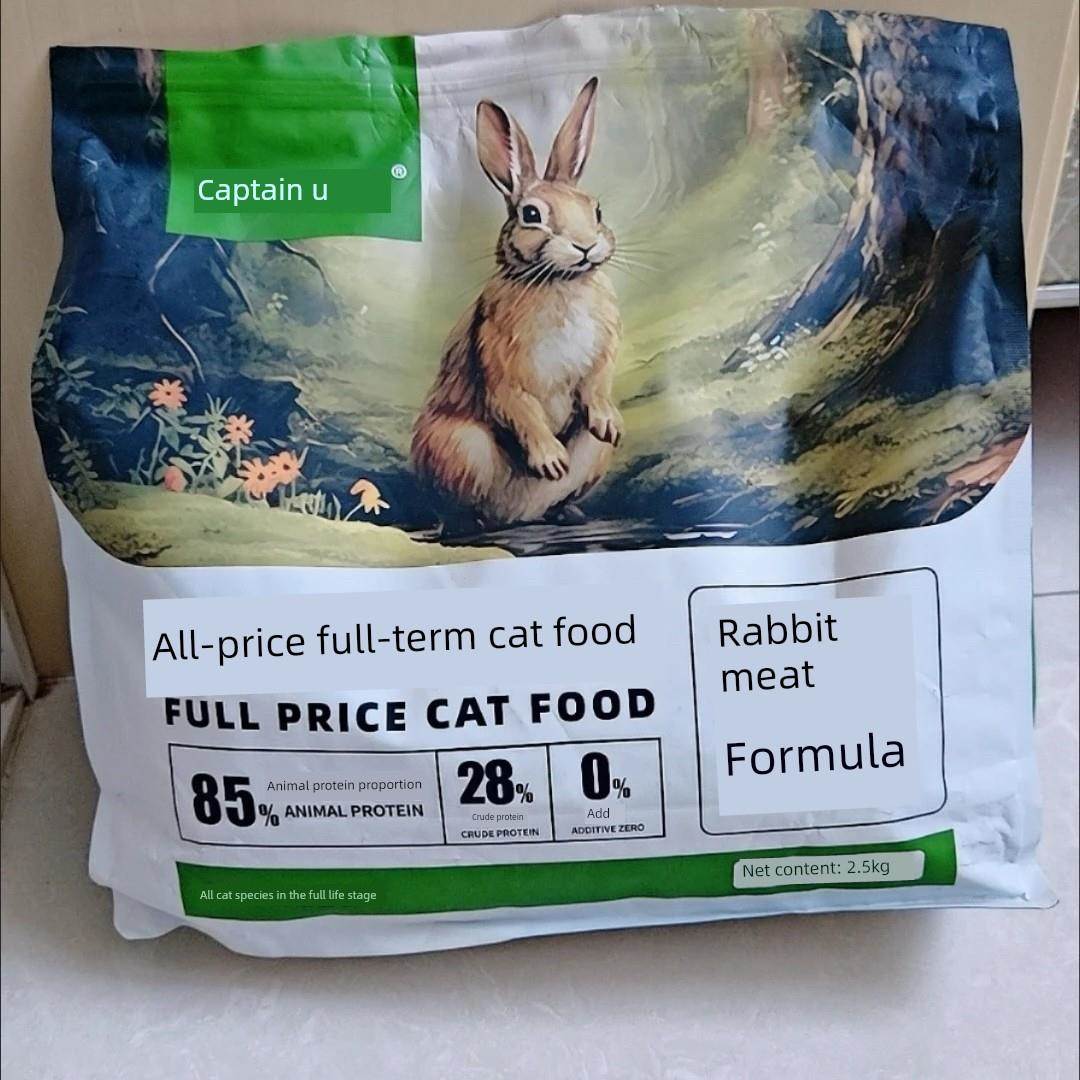 Captain u
®
All-price full-term cat food
FULL PRICE CAT FOOD
Rabbit
meat
Formula
85% Animal protein proportion
ANIMAL PROTEIN
28%
Crude protein
CRUDE PROTEIN
0%
Add
ADDITIVE ZERO
All cat species in the full life stage
Net content: 2.5kg